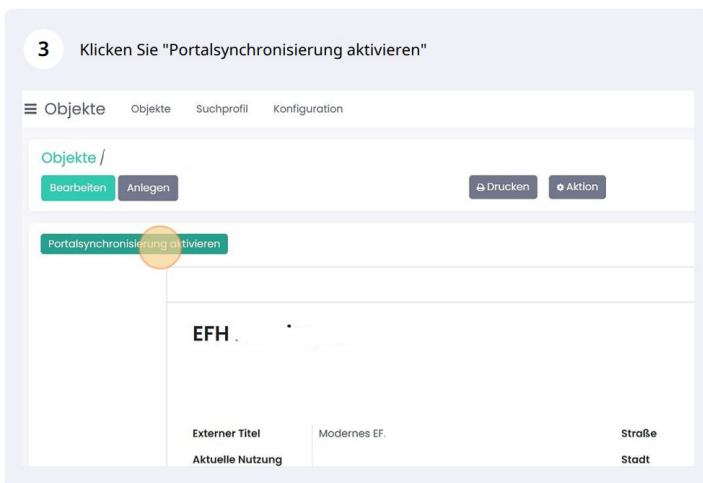 3 Klicken Sie "Portalsynchronisierung aktivieren"
Objekte Objekte Suchprofil Konfiguration
Objekte /
Bearbeiten Anlegen Drucken Aktion
Portalsynchronisierung aktivieren
EFH
Externer Titel Modernes EF. Straße
Aktuelle Nutzung Stadt